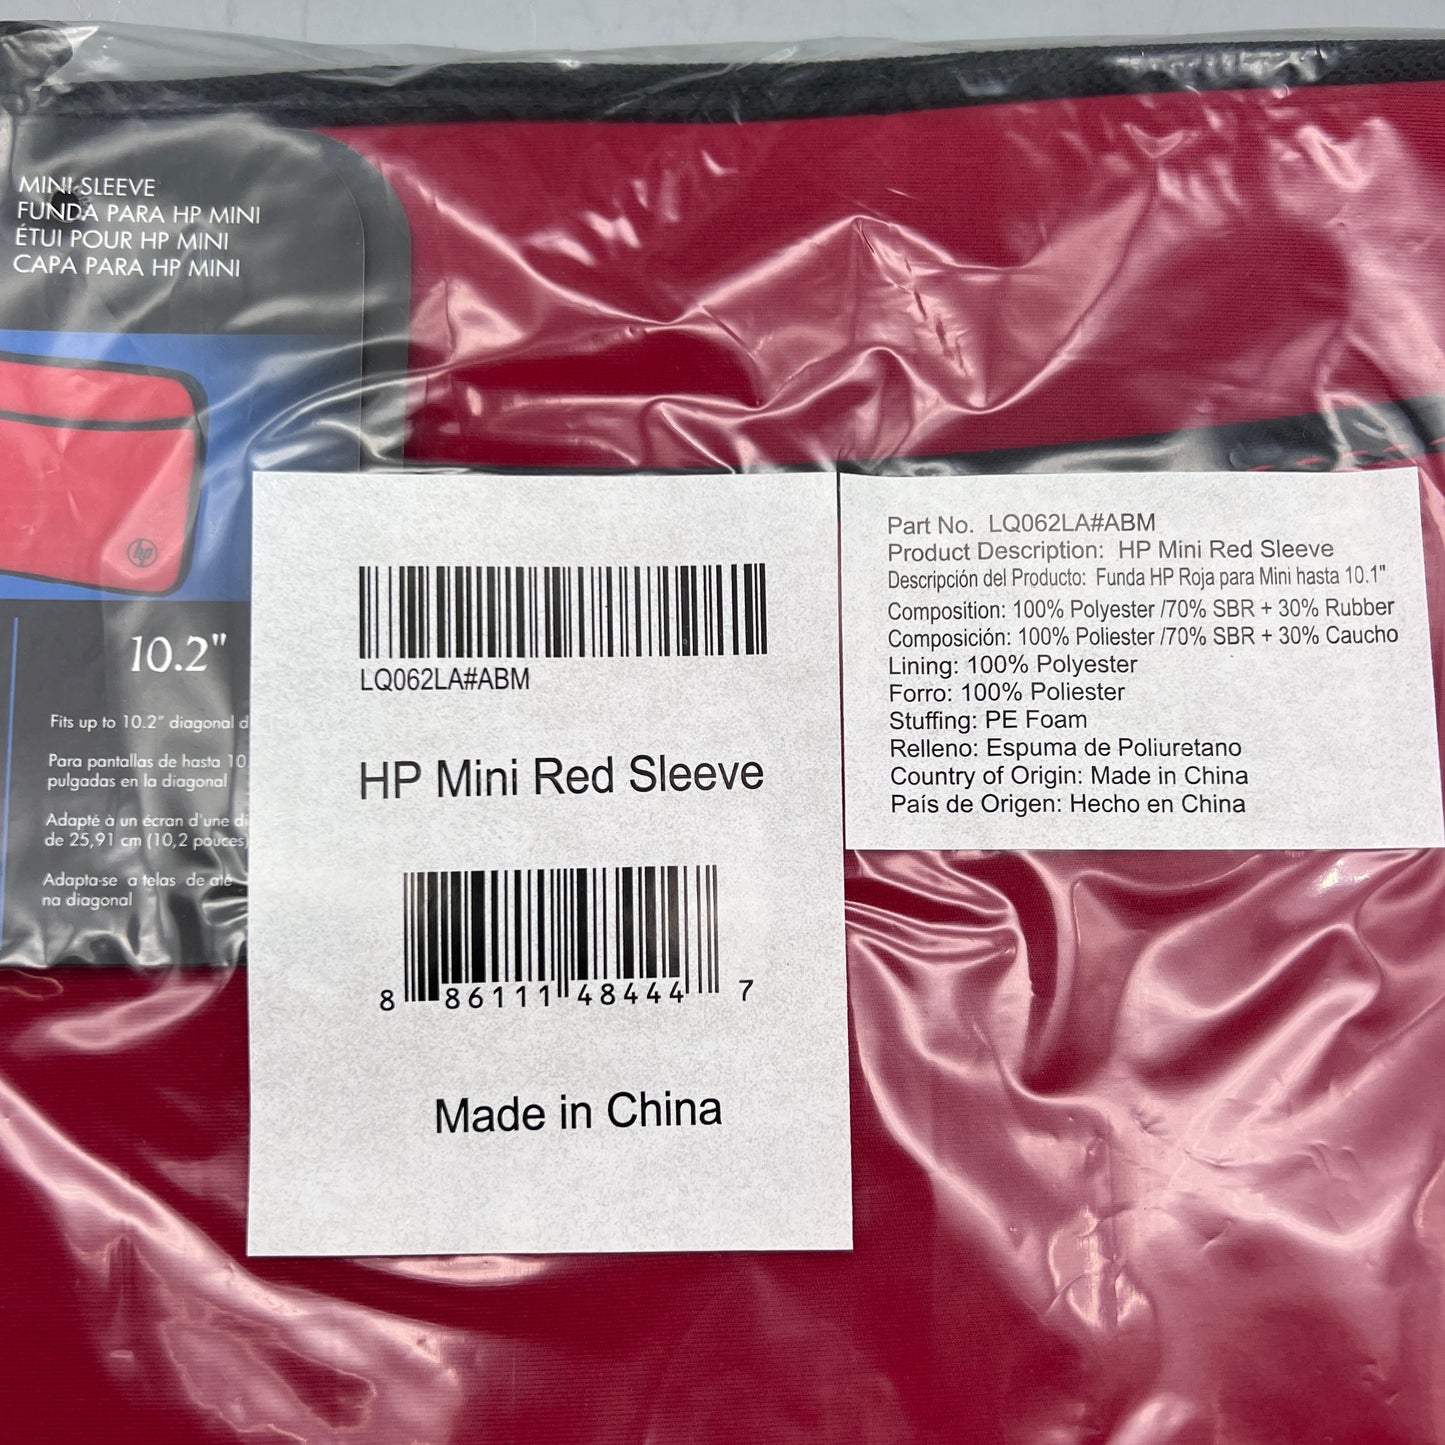 MINI SLEEVE
FUNDA PARA HP MINI
ÉTUI POUR HP MINI
CAPA PARA HP MINI
hp
10.2"
Fits up to 10.2" diagonal
Para pantallas de hasta 10.
pulgadas en la diagonal
Adapté à un écran d'une
de 25,91 cm (10,2 pouces)
Adapta-se a telas de até
na diagonal
LQ062LA#ABM
HP Mini Red Sleeve
8 86111 48444 7
Made in China
Part No. LQ062LA#ABM
Product Description: HP Mini Red Sleeve
Descripción del Producto: Funda HP Roja para Mini hasta 10.1"
Composition: 100% Polyester /70% SBR + 30% Rubber
Composición: 100% Poliester /70% SBR + 30% Caucho
Lining: 100% Polyester
Forro: 100% Poliester
Stuffing: PE Foam
Relleno: Espuma de Poliuretano
Country of Origin: Made in China
País de Origen: Hecho en China